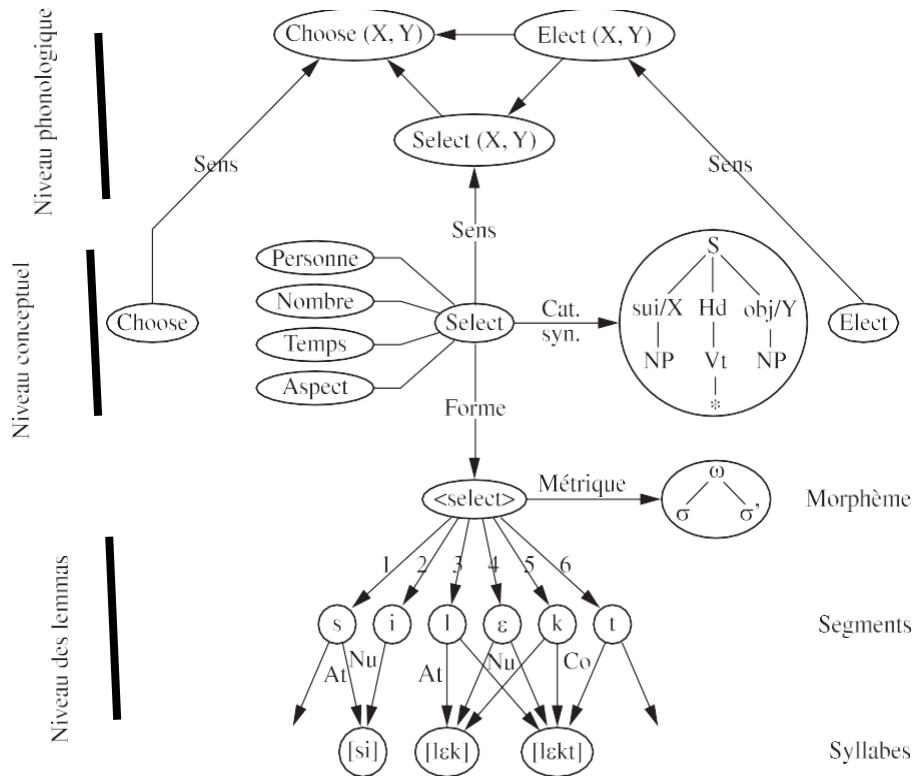 Niveau phonologique
Choose (X, Y)
Elect (X, Y)
Select (X, Y)
Sens
Sens
Sens
Niveau conceptuel
Personne
Nombre
Temps
Aspect
Choose
Select
Cat.
syn.
S
sui/X Hd obj/Y
NP Vt NP
*
Elect
Forme
<select>
Métrique
ω
σ σ’
Morphème
Niveau des lemmas
1 2 3 4 5 6
s i l ε k t
Segments
At Nu At Nu Co
[si] [lεk] [lεkt]
Syllabes